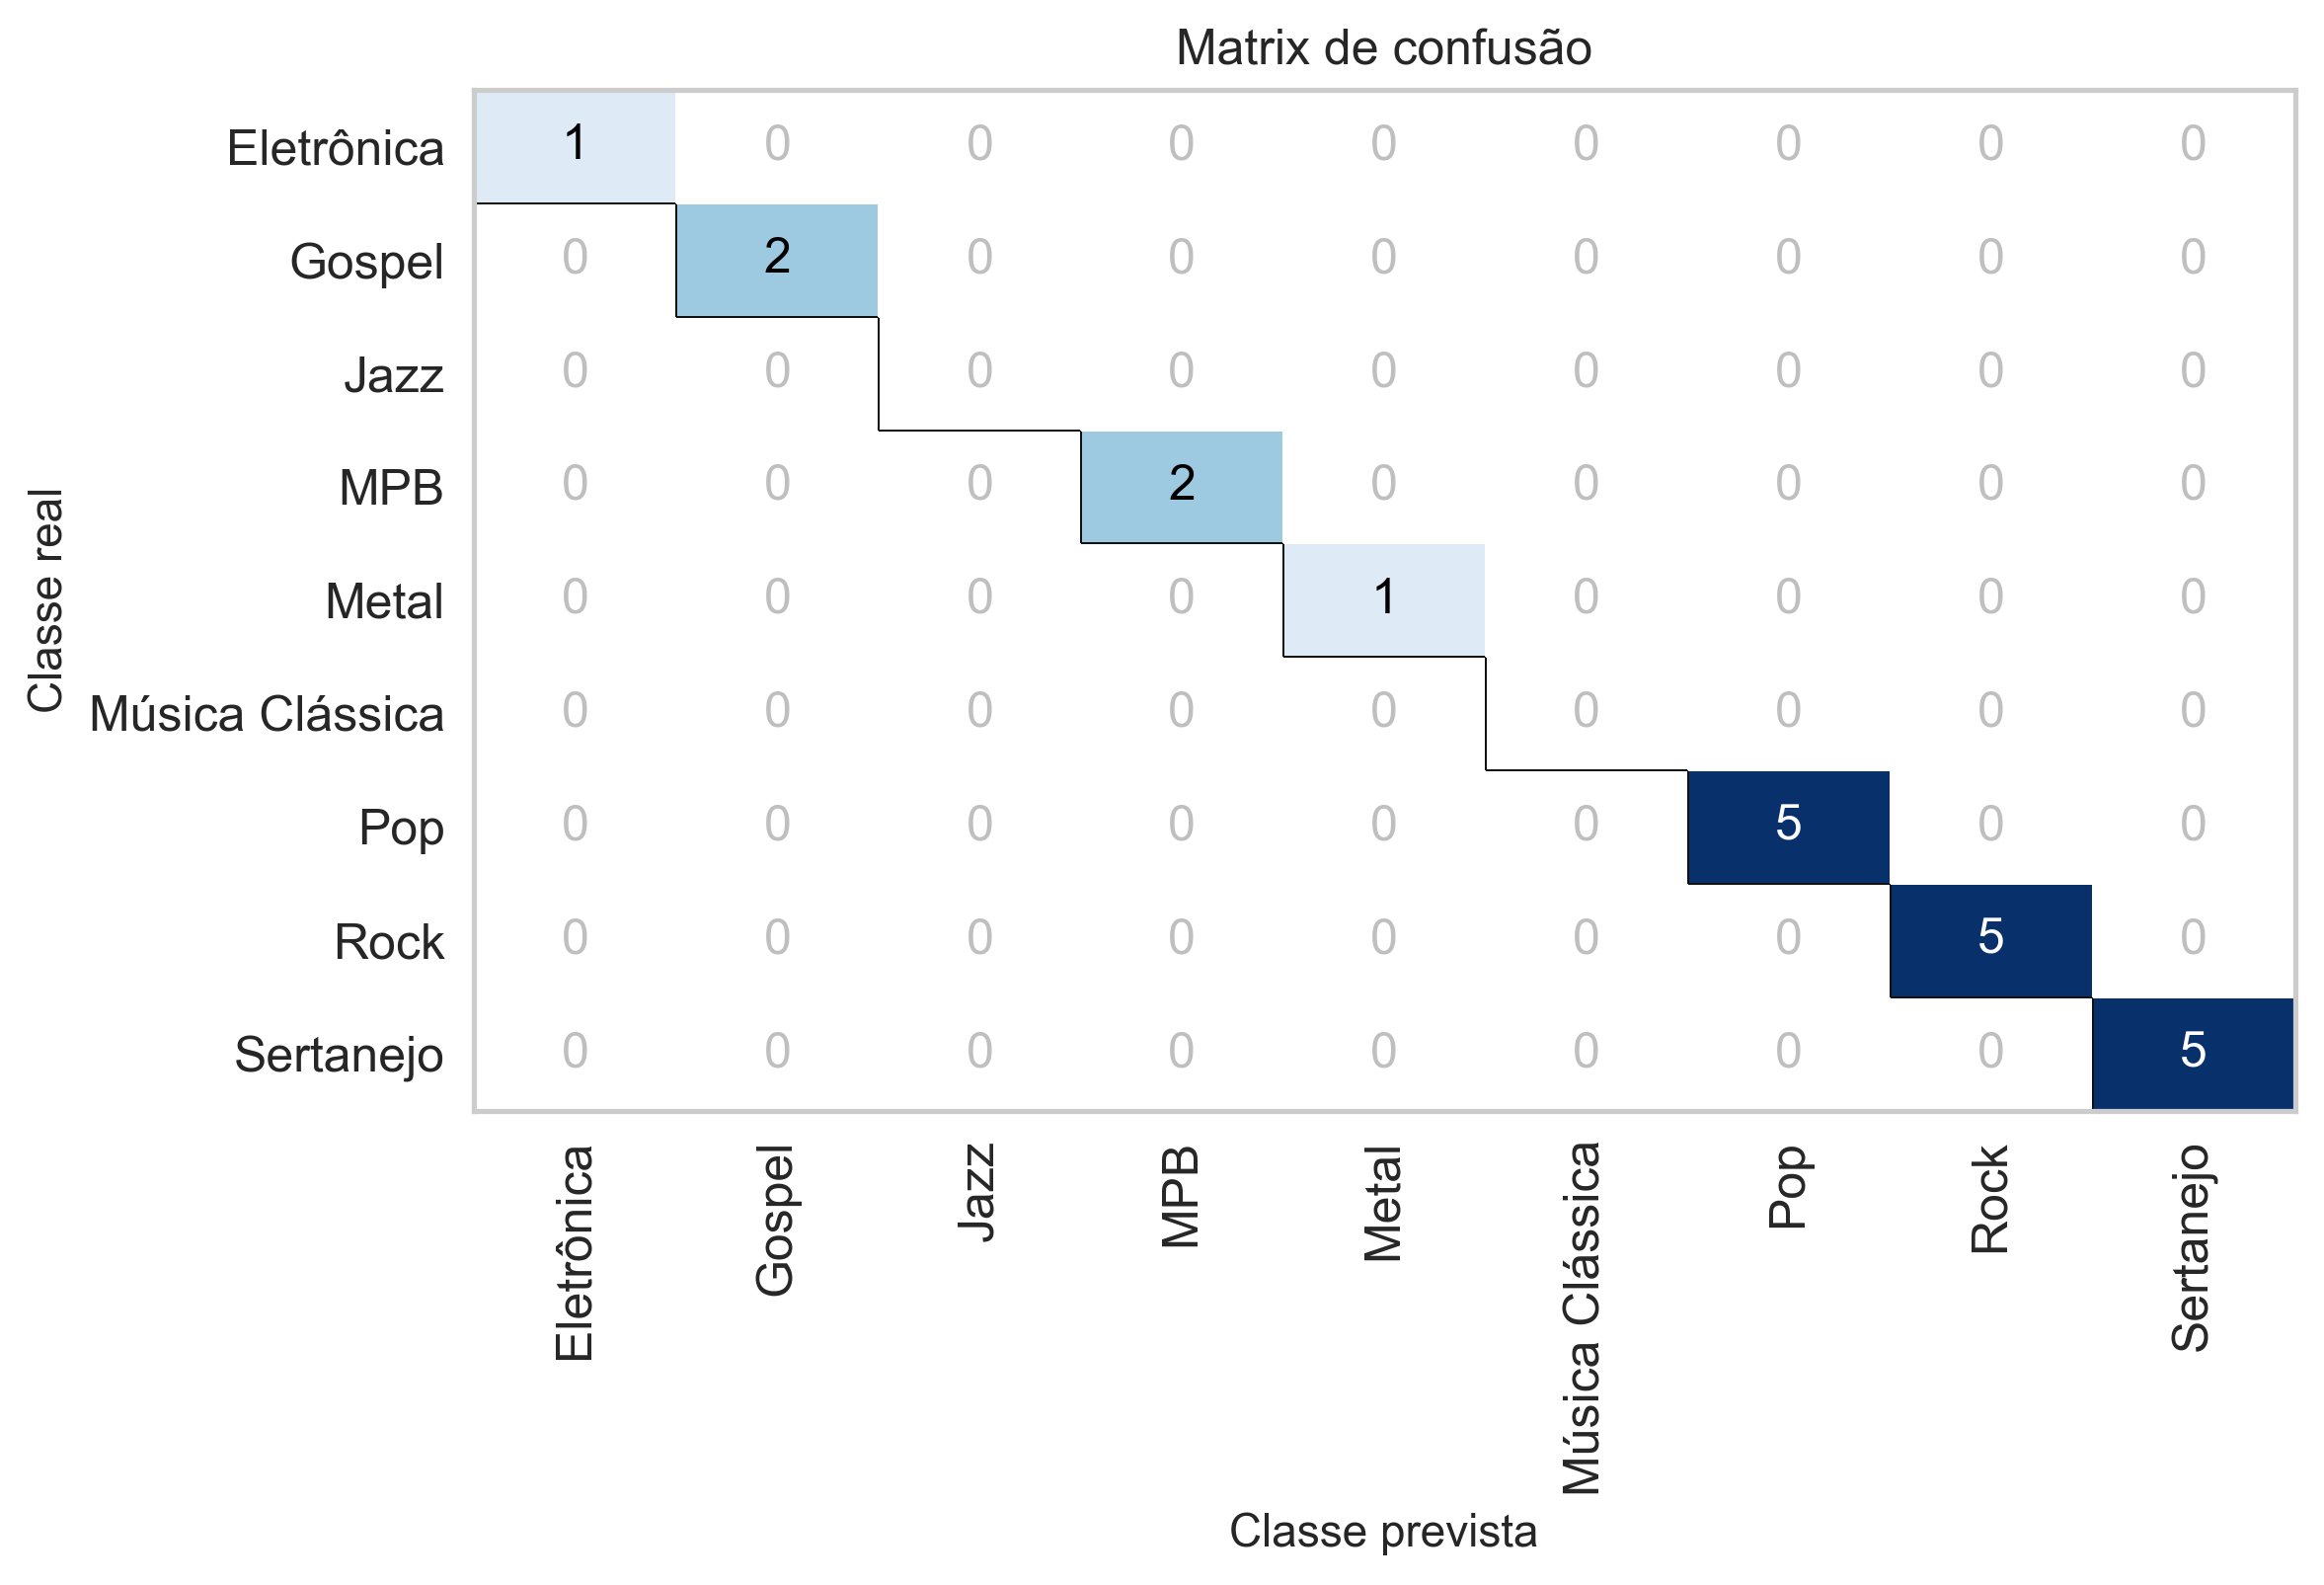 Matrix de confusão
Classe real
Eletrônica 1 0 0 0 0 0 0 0 0
Gospel 0 2 0 0 0 0 0 0 0
Jazz 0 0 0 0 0 0 0 0 0
MPB 0 0 0 2 0 0 0 0 0
Metal 0 0 0 0 1 0 0 0 0
Música Clássica 0 0 0 0 0 0 0 0 0
Pop 0 0 0 0 0 0 5 0 0
Rock 0 0 0 0 0 0 0 5 0
Sertanejo 0 0 0 0 0 0 0 0 5
Eletrônica
Gospel
Jazz
MPB
Metal
Música Clássica
Pop
Rock
Sertanejo
Classe prevista